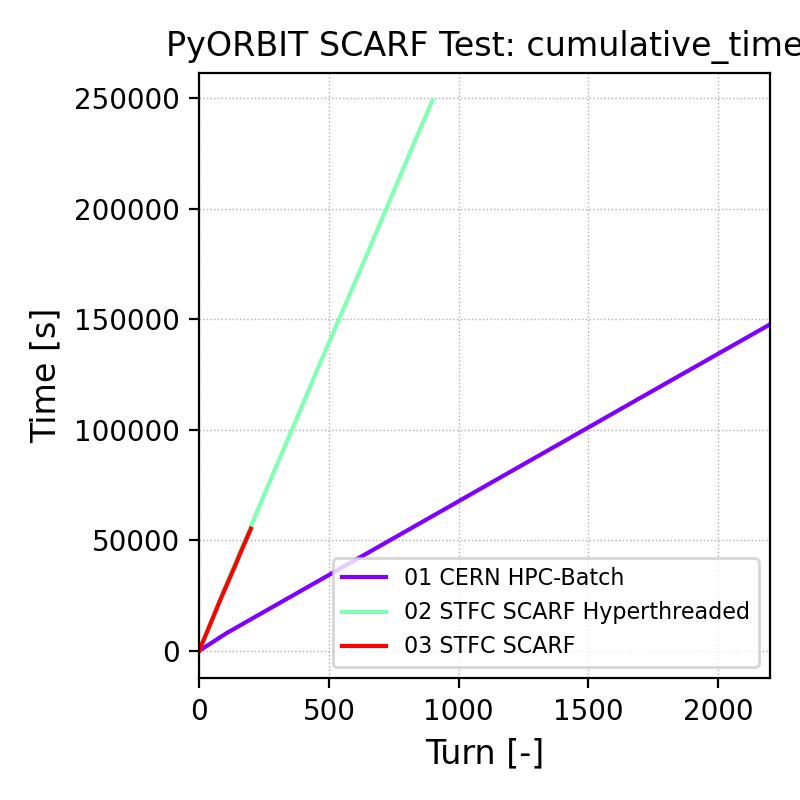 PyORBIT SCARF Test: cumulative_time
250000
200000
150000
100000
50000
0
Time [s]
01 CERN HPC-Batch
02 STFC SCARF Hyperthreaded
03 STFC SCARF
0 500 1000 1500 2000
Turn [-]